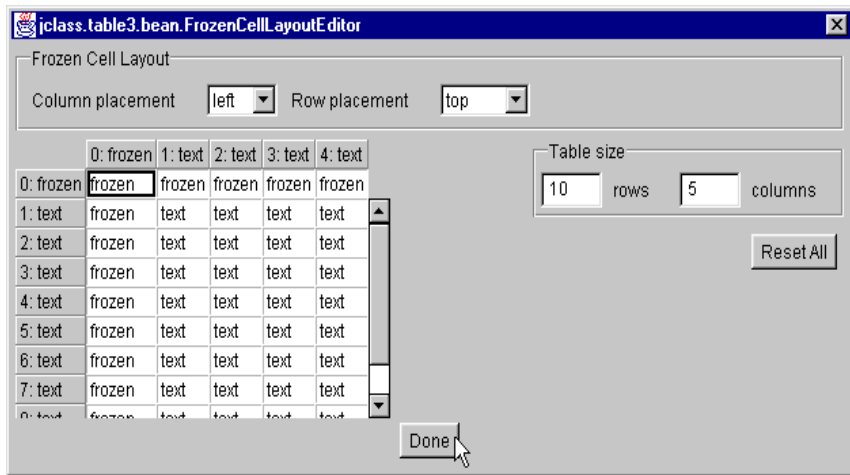 jclass.table3.bean.FrozenCellLayoutEditor
Frozen Cell Layout
Column placement left Row placement top
0: frozen 1: text 2: text 3: text 4: text
0: frozen frozen frozen frozen frozen frozen
1: text frozen text text text text
2: text frozen text text text text
3: text frozen text text text text
4: text frozen text text text text
5: text frozen text text text text
6: text frozen text text text text
7: text frozen text text text text
Table size
10 rows 5 columns
Reset All
Done